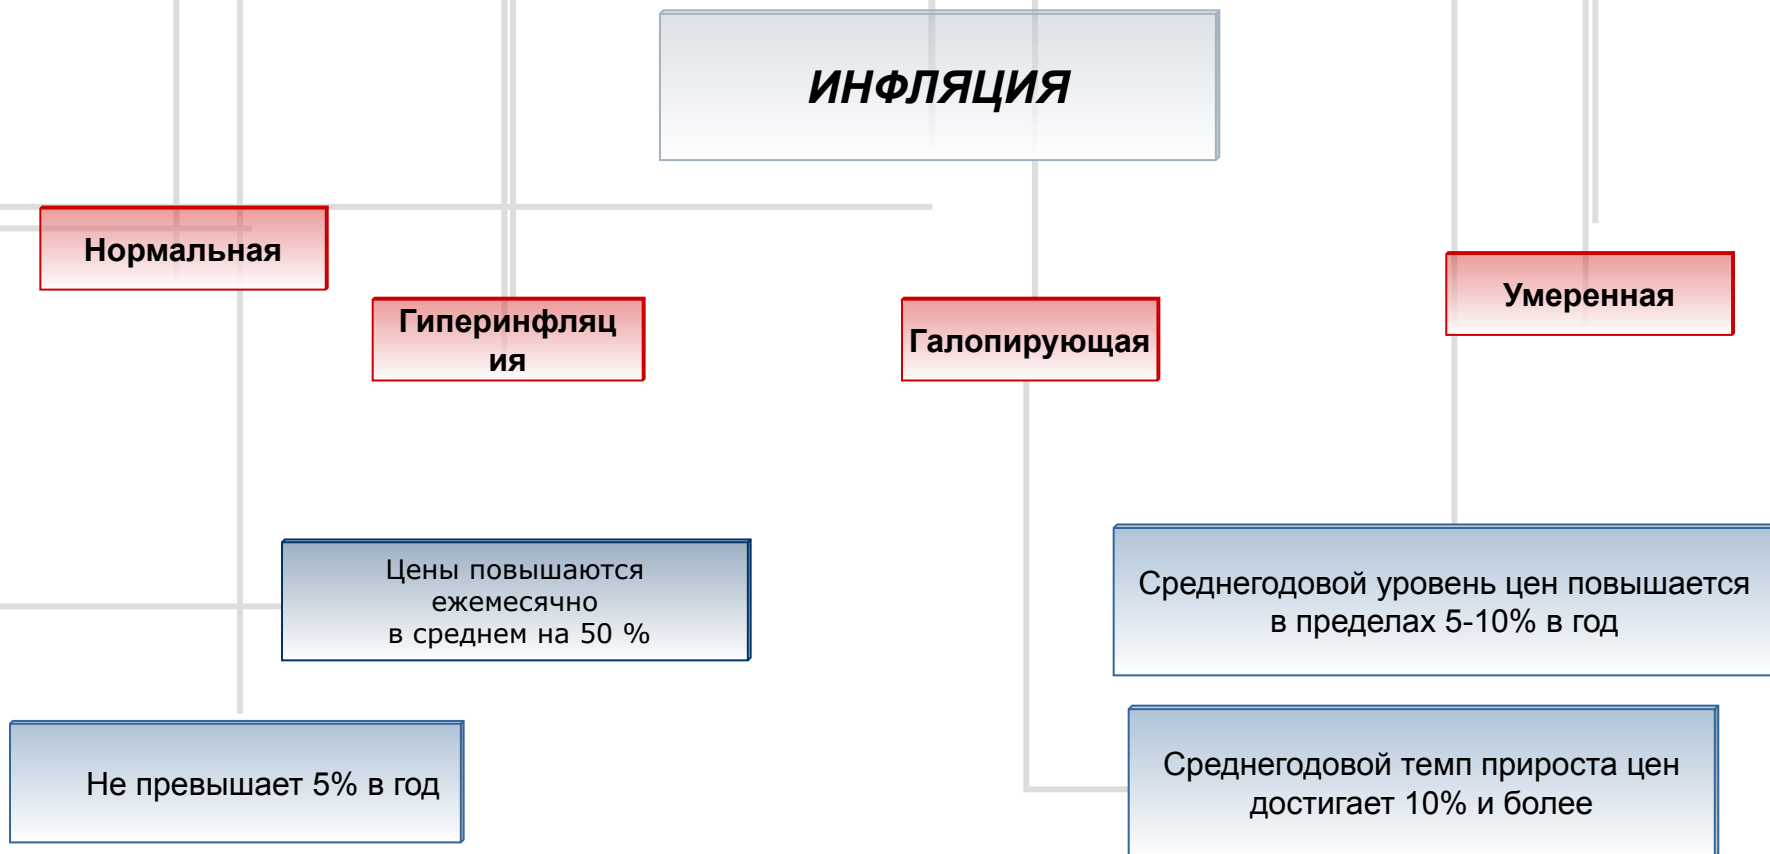 ИНФЛЯЦИЯ
Нормальная
Гиперинфляц
ия
Галопирующая
Умеренная
Цены повышаются
ежемесячно
в среднем на 50 %
Среднегодовой уровень цен повышается
в пределах 5-10% в год
Не превышает 5% в год
Среднегодовой темп прироста цен
достигает 10% и более